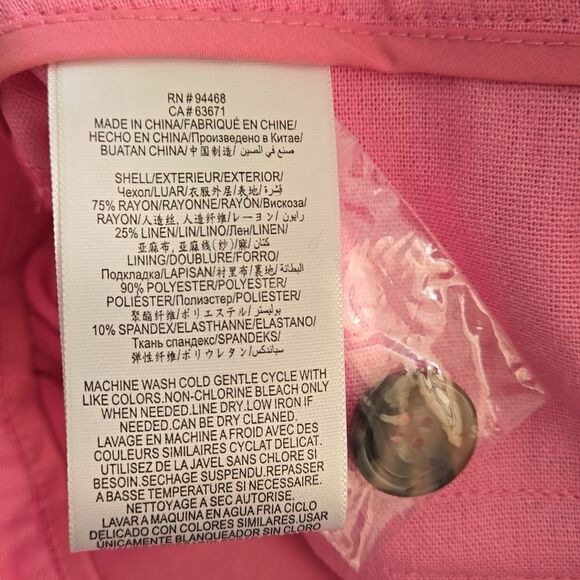 RN#94468
CA#63671
MADE IN CHINA/FABRIQUÉ EN CHINE/
HECHO EN CHINA/Произведено в Китае/
BUATAN CHINA/中国制造/ صنع في الصين/
SHELL/EXTERIEUR/EXTERIOR/
Чехол/LUAR/衣服外层/表地/ قشرة/
75% RAYON/RAYONNE/RAYON/Вискоза/
RAYON/人造丝, 人造纤维/レーヨン/ رايون/
25% LINEN/LIN/LINO/Лен/LINEN/
亚麻布, 亚麻线(纱)/麻/ كتان/
LINING/DOUBLURE/FORRO/
Подкладка/LAPISAN/衬里布/裏地/ البطانة/
90% POLYESTER/POLYESTER/
POLIÉSTER/Полиэстер/POLIESTER/
聚酯纤维/ポリエステル/ بوليستر/
10% SPANDEX/ELASTHANNE/ELASTANO/
Ткань спандекс/SPANDEKS/
弹性纤维/ポリウレタン/ سباندكس/
MACHINE WASH COLD GENTLE CYCLE WITH
LIKE COLORS.NON-CHLORINE BLEACH ONLY
WHEN NEEDED.LINE DRY.LOW IRON IF
NEEDED.CAN BE DRY CLEANED.
LAVAGE EN MACHINE A FROID AVEC DES
COULEURS SIMILAIRES CYCLAT DELICAT.
UTILISEZ DE LA JAVEL SANS CHLORE SI
BESOIN.SECHAGE SUSPENDU.REPASSER
A BASSE TEMPERATURE SI NECESSAIRE.
NETTOYAGE A SEC AUTORISE.
LAVAR A MAQUINA EN AGUA FRIA CICLO
DELICADO CON COLORES SIMILARES.USAR
ÚNICAMENTE BLANQUEADOR SIN CLORO